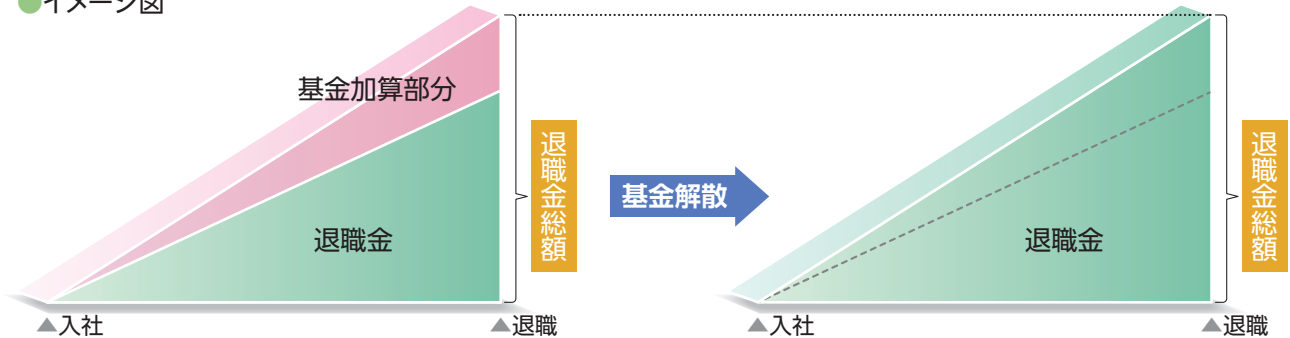 ●イメージ図
基金加算部分
退職金
退職金総額
▲入社
▲退職
基金解散
退職金
退職金総額
▲入社
▲退職